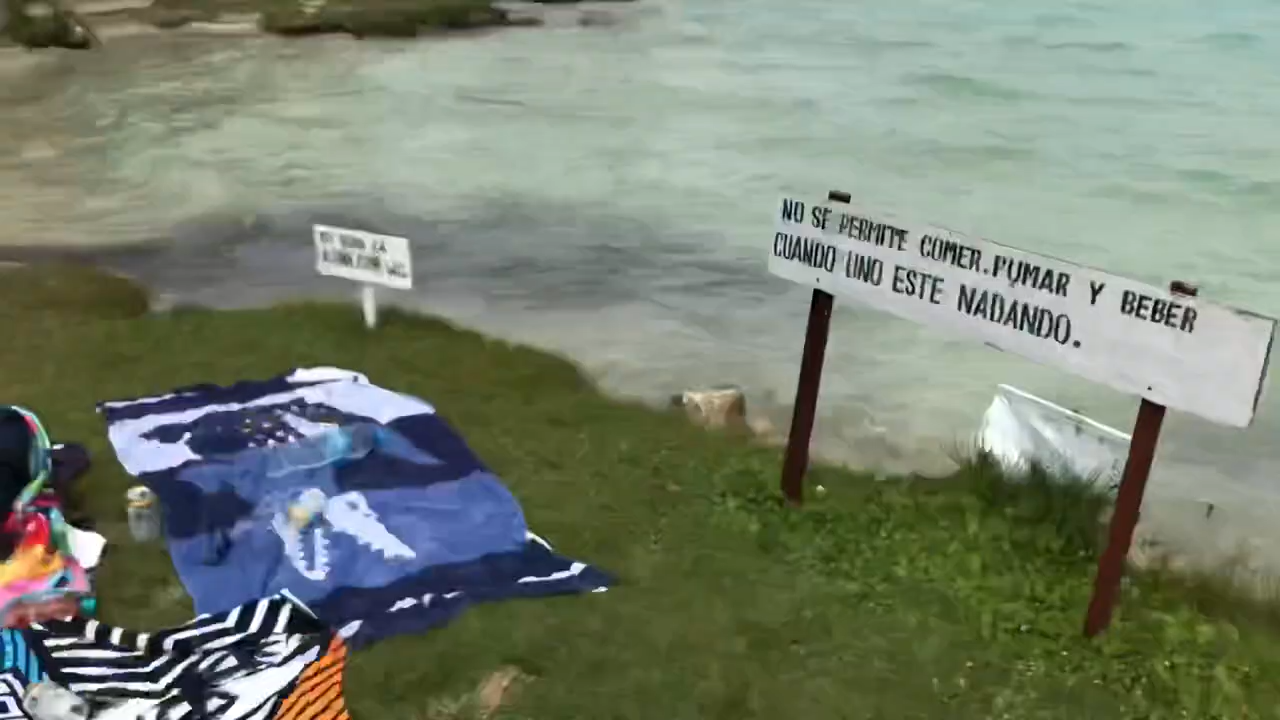 NO SE PERMITE COMER.FUMAR Y BEBER
CUANDO UNO ESTE NADANDO.